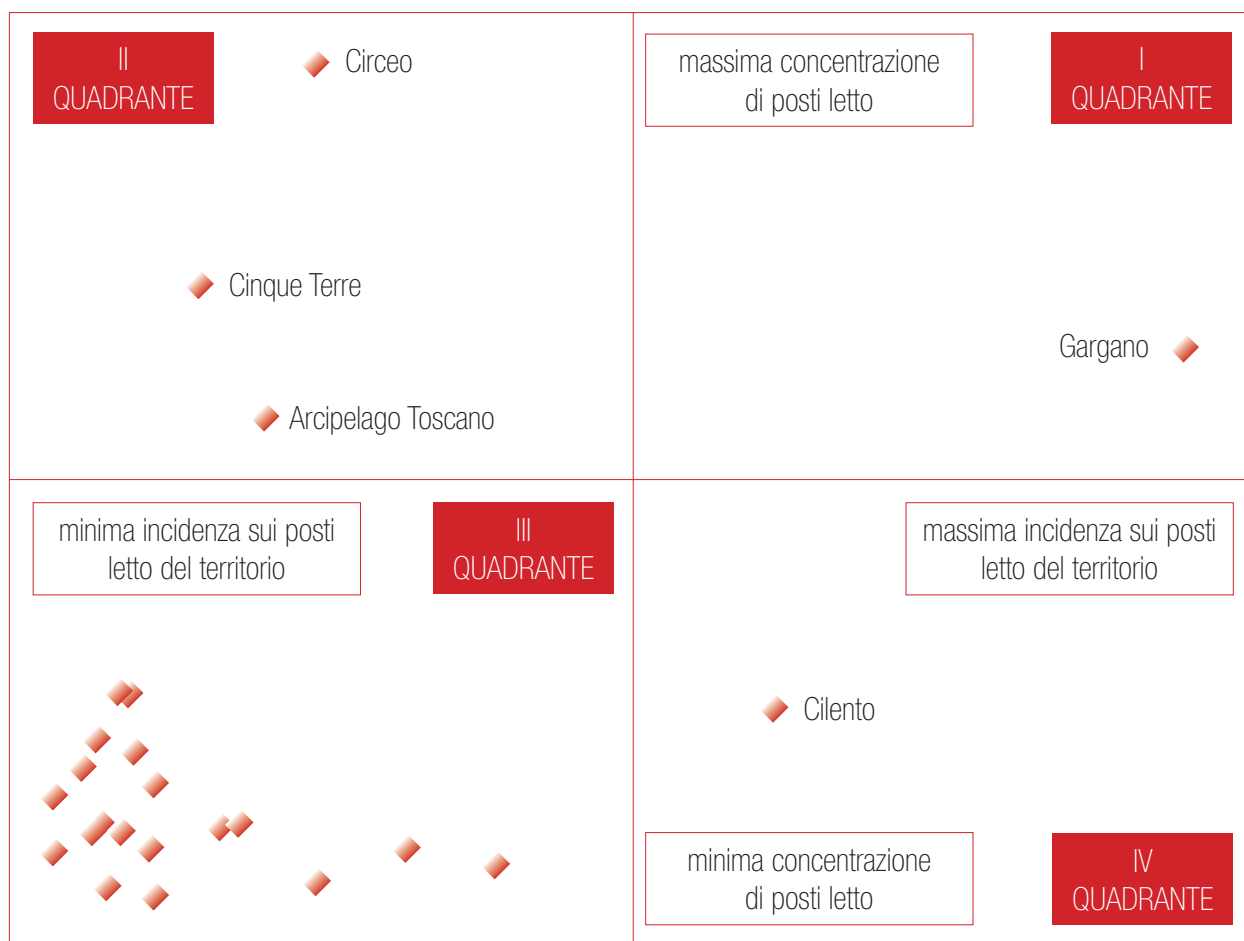 II
QUADRANTE
Circeo
massima concentrazione
di posti letto
I
QUADRANTE
Cinque Terre
Gargano
Arcipelago Toscano
minima incidenza sui posti
letto del territorio
III
QUADRANTE
massima incidenza sui posti
letto del territorio
Cilento
minima concentrazione
di posti letto
IV
QUADRANTE